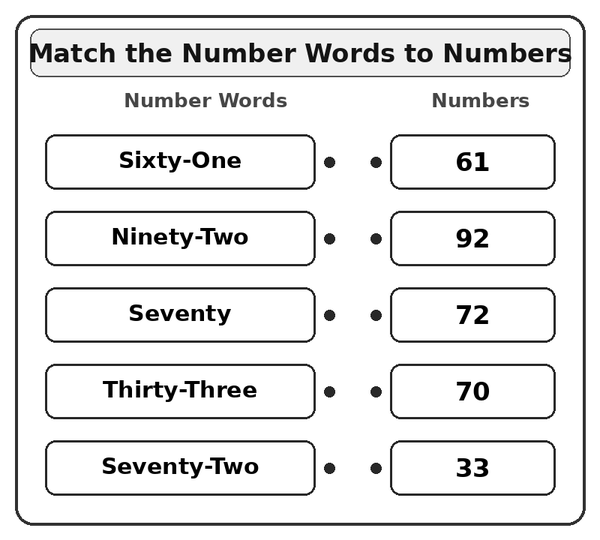 Match the Number Words to Numbers
Number Words Numbers
Sixty-One 61
Ninety-Two 92
Seventy 72
Thirty-Three 70
Seventy-Two 33